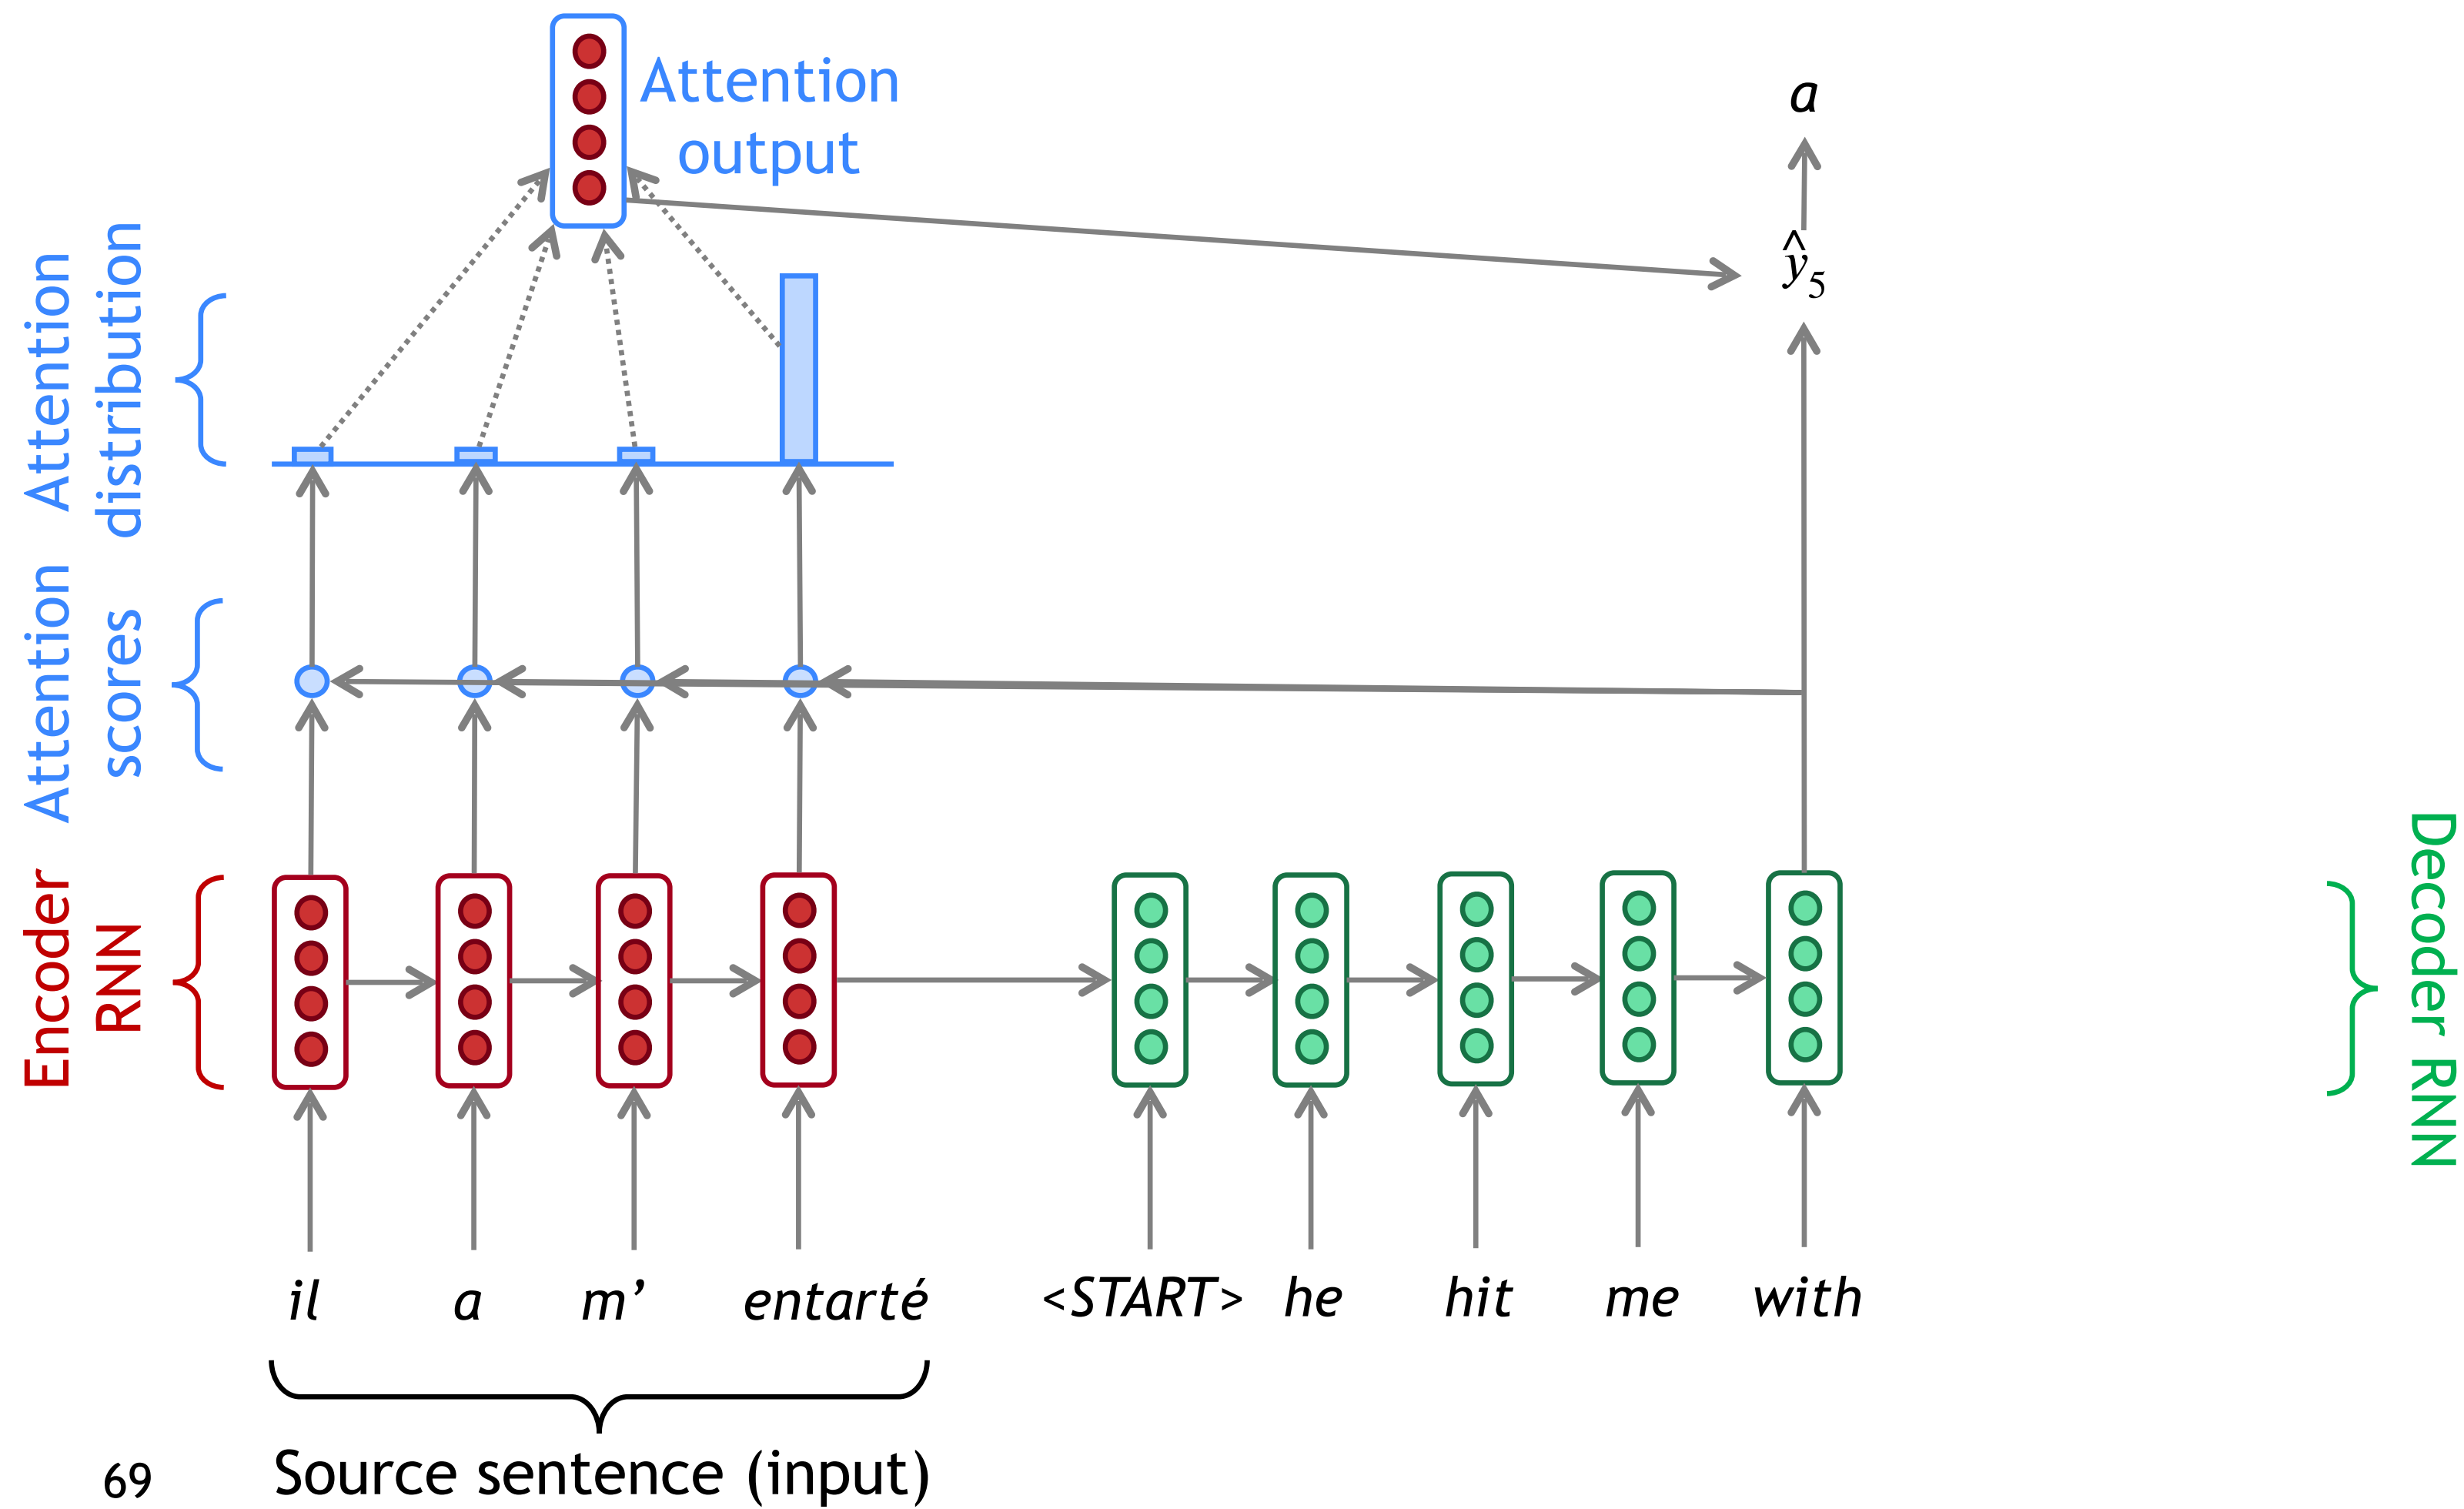 Attention
output
a
ŷ5
Attention
distribution
Attention
scores
Encoder
RNN
Decoder RNN
il a m’ entarté <START> he hit me with
Source sentence (input)
69